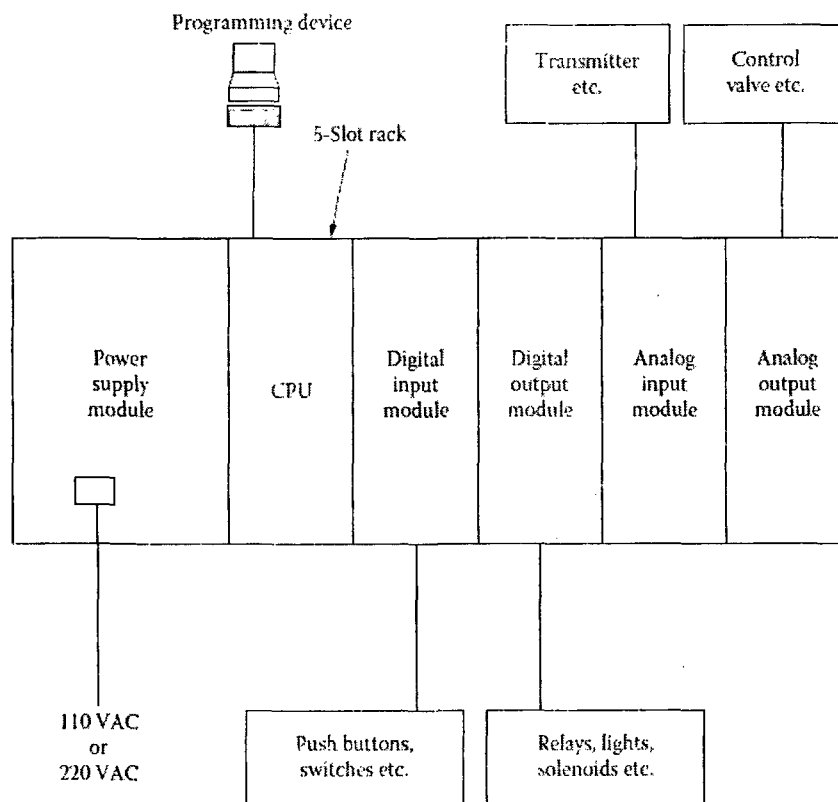 Programming device
Transmitter
etc.
Control
valve etc.
5-Slot rack
Power
supply
module
CPU
Digital
input
module
Digital
output
module
Analog
input
module
Analog
output
module
110 VAC
or
220 VAC
Push buttons,
switches etc.
Relays, lights,
solenoids etc.